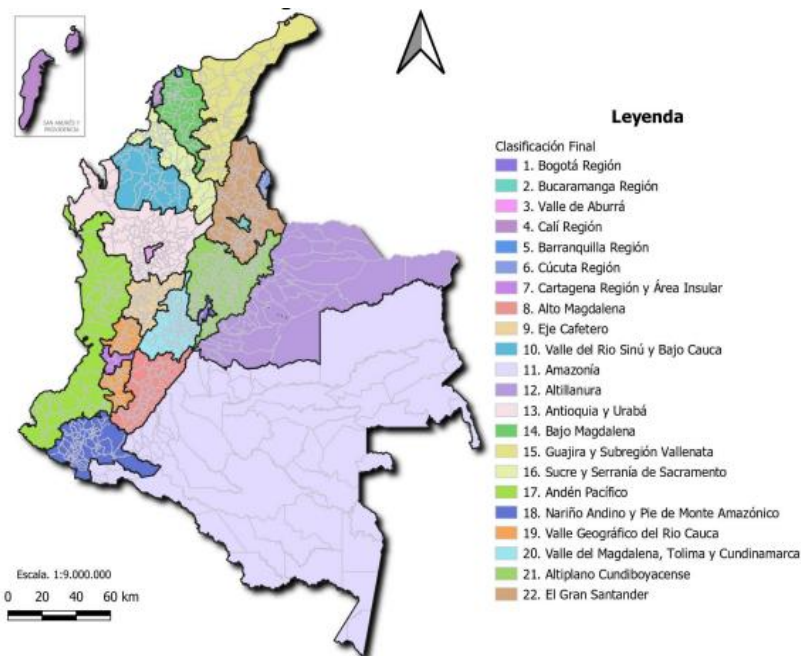 SAN ANDRÉS Y
PROVIDENCIA
Leyenda
Clasificación Final
1. Bogotá Región
2. Bucaramanga Región
3. Valle de Aburrá
4. Calí Región
5. Barranquilla Región
6. Cúcuta Región
7. Cartagena Región y Área Insular
8. Alto Magdalena
9. Eje Cafetero
10. Valle del Rio Sinú y Bajo Cauca
11. Amazonía
12. Altillanura
13. Antioquia y Urabá
14. Bajo Magdalena
15. Guajira y Subregión Vallenata
16. Sucre y Serranía de Sacramento
17. Andén Pacífico
18. Nariño Andino y Pie de Monte Amazónico
19. Valle Geográfico del Rio Cauca
20. Valle del Magdalena, Tolima y Cundinamarca
21. Altiplano Cundiboyacense
22. El Gran Santander
Escala. 1:9.000.000
0 20 40 60 km